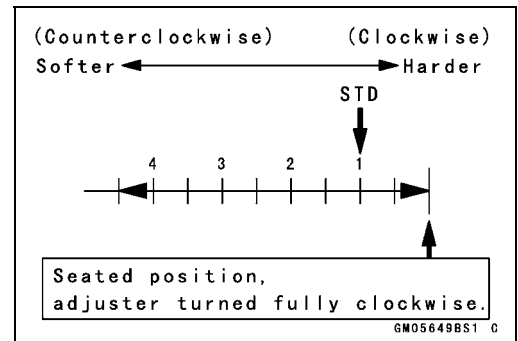 (Counterclockwise) (Clockwise)
Softer Harder
STD
4 3 2 1
Seated position,
adjuster turned fully clockwise.
GM05649BS1 C